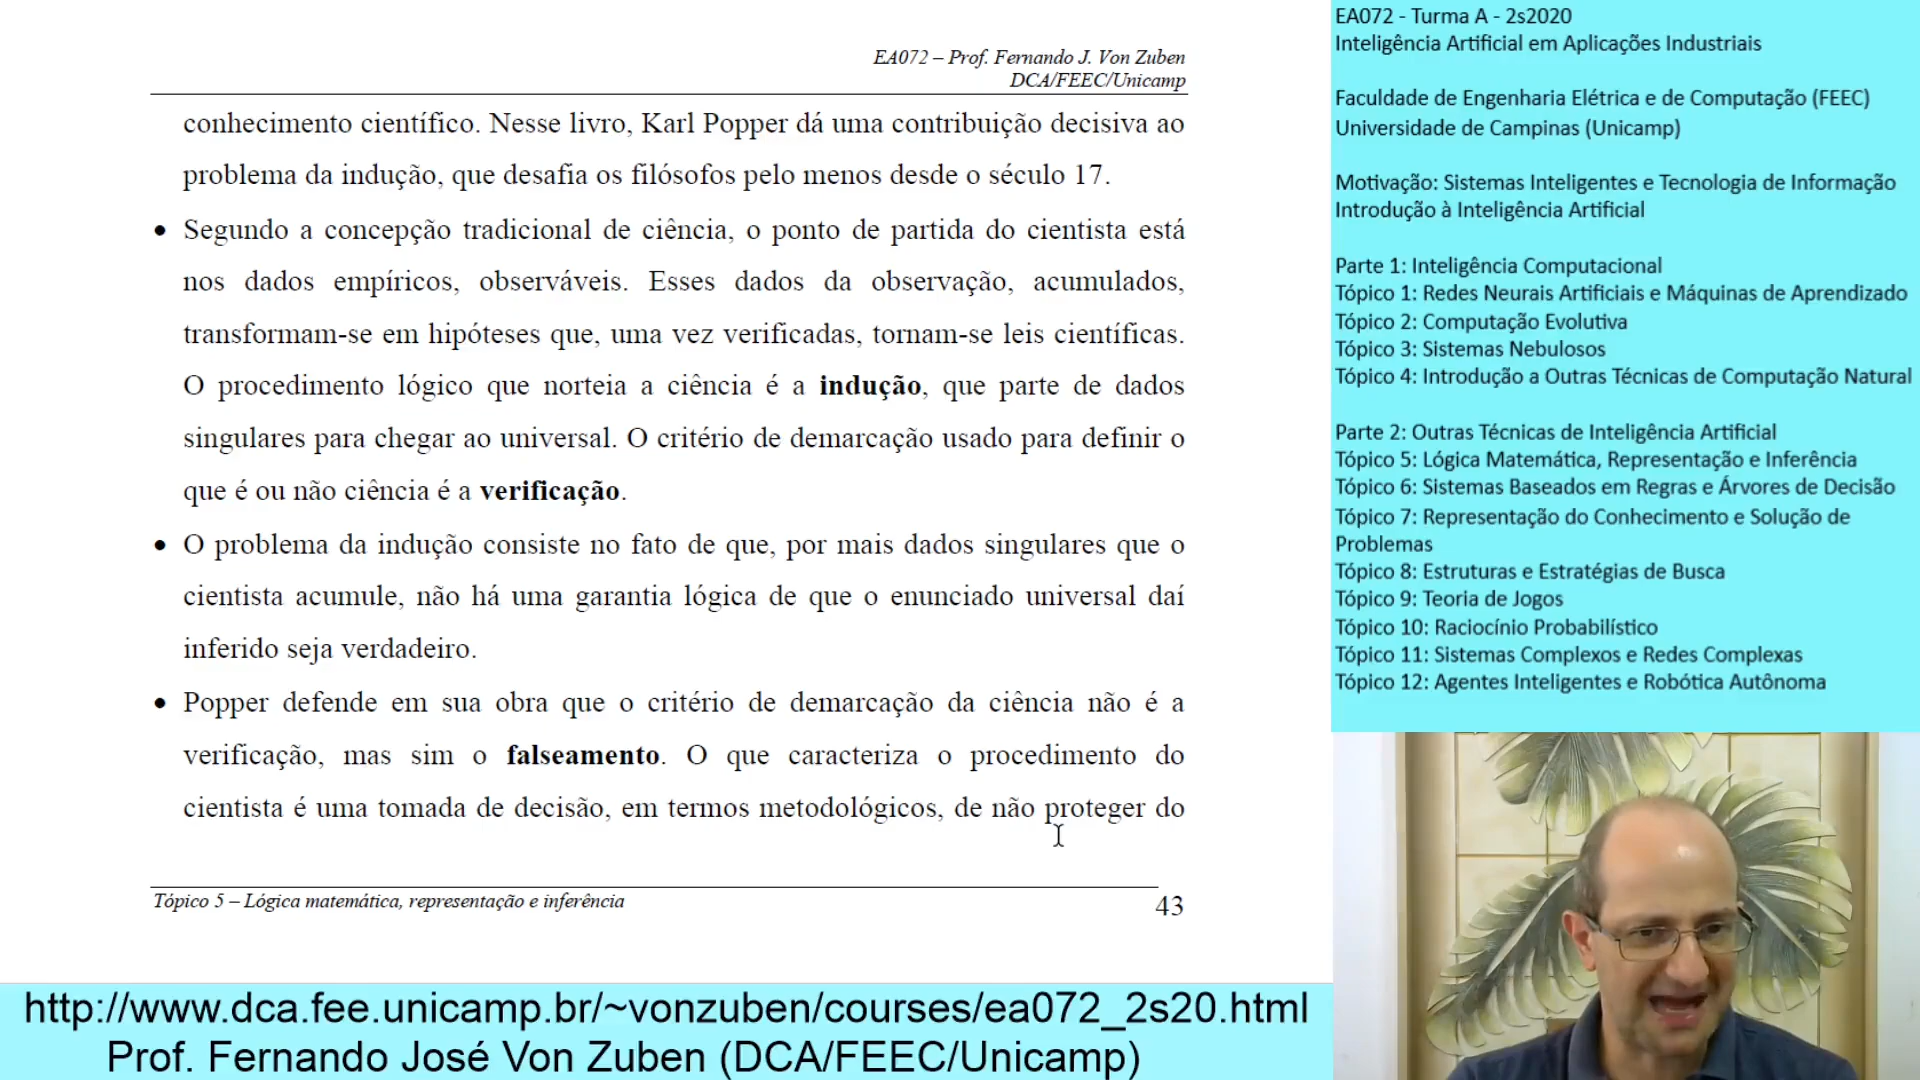 EA072 – Prof. Fernando J. Von Zuben
DCA/FEEC/Unicamp
conhecimento científico. Nesse livro, Karl Popper dá uma contribuição decisiva ao
problema da indução, que desafia os filósofos pelo menos desde o século 17.
• Segundo a concepção tradicional de ciência, o ponto de partida do cientista está
nos dados empíricos, observáveis. Esses dados da observação, acumulados,
transformam-se em hipóteses que, uma vez verificadas, tornam-se leis científicas.
O procedimento lógico que norteia a ciência é a indução, que parte de dados
singulares para chegar ao universal. O critério de demarcação usado para definir o
que é ou não ciência é a verificação.
• O problema da indução consiste no fato de que, por mais dados singulares que o
cientista acumule, não há uma garantia lógica de que o enunciado universal daí
inferido seja verdadeiro.
• Popper defende em sua obra que o critério de demarcação da ciência não é a
verificação, mas sim o falseamento. O que caracteriza o procedimento do
cientista é uma tomada de decisão, em termos metodológicos, de não proteger do
Tópico 5 – Lógica matemática, representação e inferência
43
http://www.dca.fee.unicamp.br/~vonzuben/courses/ea072_2s20.html
Prof. Fernando José Von Zuben (DCA/FEEC/Unicamp)
EA072 - Turma A - 2s2020
Inteligência Artificial em Aplicações Industriais
Faculdade de Engenharia Elétrica e de Computação (FEEC)
Universidade de Campinas (Unicamp)
Motivação: Sistemas Inteligentes e Tecnologia de Informação
Introdução à Inteligência Artificial
Parte 1: Inteligência Computacional
Tópico 1: Redes Neurais Artificiais e Máquinas de Aprendizado
Tópico 2: Computação Evolutiva
Tópico 3: Sistemas Nebulosos
Tópico 4: Introdução a Outras Técnicas de Computação Natural
Parte 2: Outras Técnicas de Inteligência Artificial
Tópico 5: Lógica Matemática, Representação e Inferência
Tópico 6: Sistemas Baseados em Regras e Árvores de Decisão
Tópico 7: Representação do Conhecimento e Solução de
Problemas
Tópico 8: Estruturas e Estratégias de Busca
Tópico 9: Teoria de Jogos
Tópico 10: Raciocínio Probabilístico
Tópico 11: Sistemas Complexos e Redes Complexas
Tópico 12: Agentes Inteligentes e Robótica Autônoma